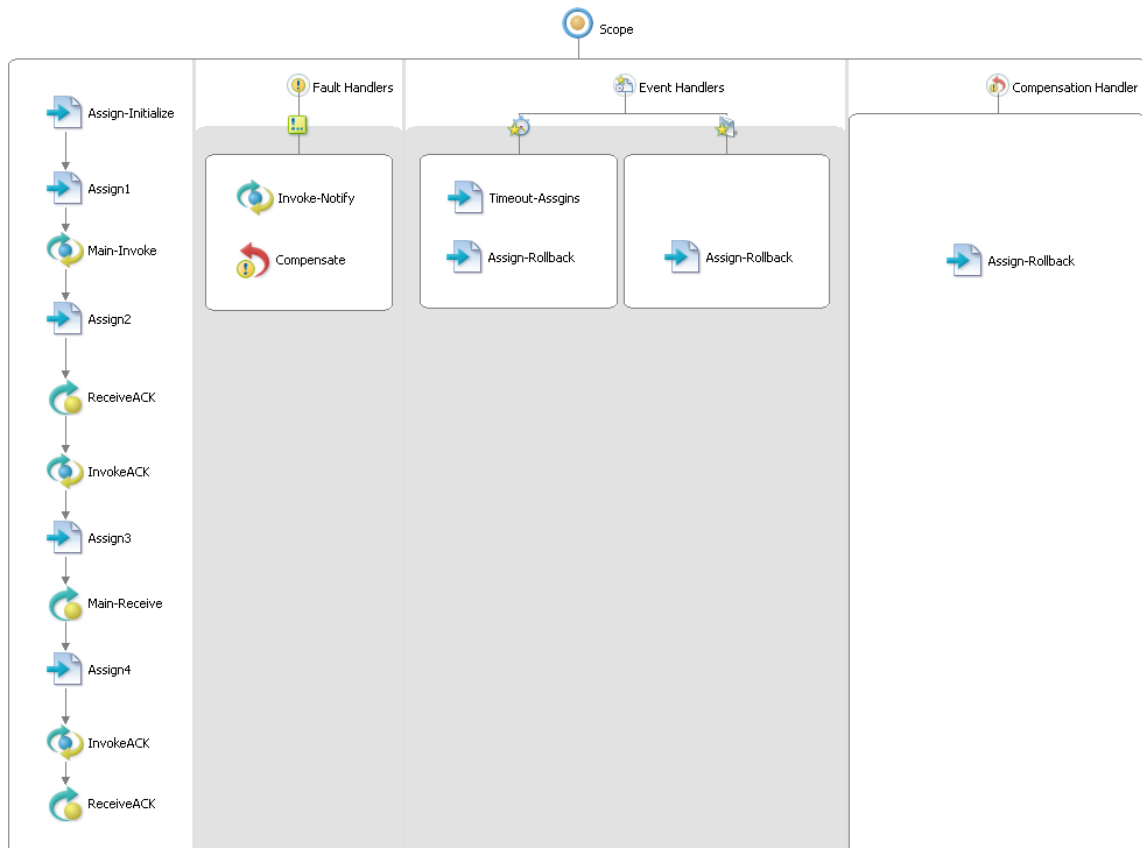 Scope
Assign-Initialize
Assign1
Main-Invoke
Assign2
ReceiveACK
InvokeACK
Assign3
Main-Receive
Assign4
InvokeACK
ReceiveACK
Fault Handlers
Invoke-Notify
Compensate
Event Handlers
Timeout-Assgins
Assign-Rollback
Assign-Rollback
Compensation Handler
Assign-Rollback